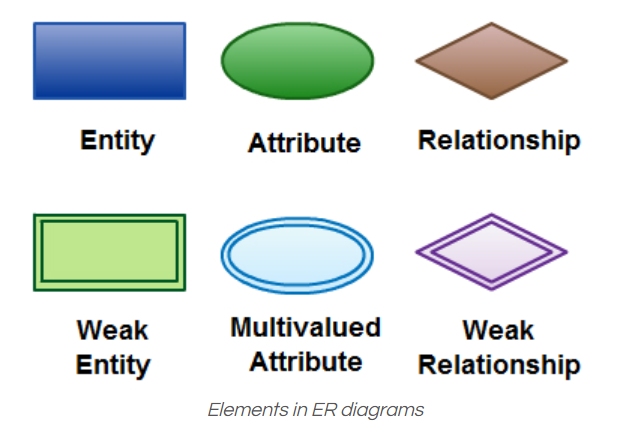 Entity
Attribute
Relationship
Weak
Entity
Multivalued
Attribute
Weak
Relationship
Elements in ER diagrams